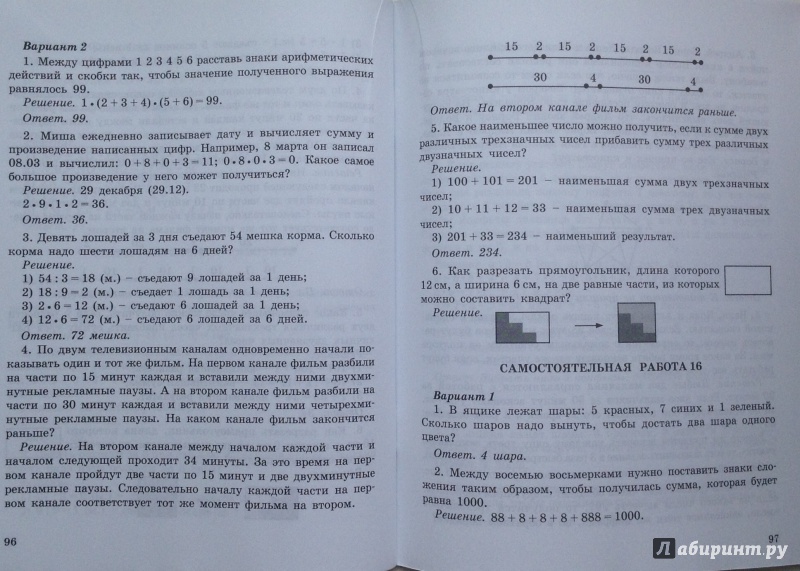 Вариант 2
1. Между цифрами 1 2 3 4 5 6 расставь знаки арифметических
действий и скобки так, чтобы значение полученного выражения
равнялось 99.
Решение. 1•(2 + 3 + 4)•(5 + 6) = 99.
Ответ. 99.
2. Миша ежедневно записывает дату и вычисляет сумму и
произведение написанных цифр. Например, 8 марта он записал
08.03 и вычислил: 0 + 8 + 0 + 3 = 11; 0•8•0•3 = 0. Какое самое
большое произведение у него может получиться?
Решение. 29 декабря (29.12).
2•9•1•2 = 36.
Ответ. 36.
3. Девять лошадей за 3 дня съедают 54 мешка корма. Сколько
корма надо шести лошадям на 6 дней?
Решение.
1) 54 : 3 = 18 (м.) – съедают 9 лошадей за 1 день;
2) 18 : 9 = 2 (м.) – съедает 1 лошадь за 1 день;
3) 2•6 = 12 (м.) – съедают 6 лошадей за 1 день;
4) 12•6 = 72 (м.) – съедают 6 лошадей за 6 дней.
Ответ. 72 мешка.
4. По двум телевизионным каналам одновременно начали по-
казывать один и тот же фильм. На первом канале фильм разбили
на части по 15 минут каждая и вставили между ними двухми-
нутные рекламные паузы. А на втором канале фильм разбили на
части по 30 минут каждая и вставили между ними четырехми-
нутные рекламные паузы. На каком канале фильм закончится
раньше?
Решение. На втором канале между началом каждой части и
началом следующей проходит 34 минуты. За это время на пер-
вом канале пройдут две части по 15 минут и две двухминутные
рекламные паузы. Следовательно началу каждой части на пер-
вом канале соответствует тот же момент фильма на втором.
96
15 2 15 2 15 2 15 2
30 4 30 4
Ответ. На втором канале фильм закончится раньше.
5. Какое наименьшее число можно получить, если к сумме двух
различных трехзначных чисел прибавить сумму трех различных
двузначных чисел?
Решение.
1) 100 + 101 = 201 – наименьшая сумма двух трехзначных
чисел;
2) 10 + 11 + 12 = 33 – наименьшая сумма трех двузначных
чисел;
3) 201 + 33 = 234 – наименьший результат.
Ответ. 234.
6. Как разрезать прямоугольник, длина которого
12 см, а ширина 6 см, на две равные части, из которых
можно составить квадрат?
Решение.
САМОСТОЯТЕЛЬНАЯ РАБОТА 16
Вариант 1
1. В ящике лежат шары: 5 красных, 7 синих и 1 зеленый.
Сколько шаров надо вынуть, чтобы достать два шара одного
цвета?
Ответ. 4 шара.
2. Между восемью восьмерками нужно поставить знаки сло-
жения таким образом, чтобы получилась сумма, которая будет
равна 1000.
Решение. 88 + 8 + 8 + 8 + 888 = 1000.
97
Лабиринт.ру